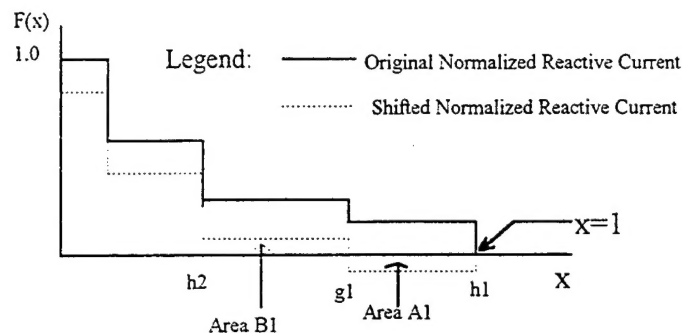 F(x)
1.0
Legend: Original Normalized Reactive Current
Shifted Normalized Reactive Current
x=1
h2 g1 h1 X
Area B1 Area A1